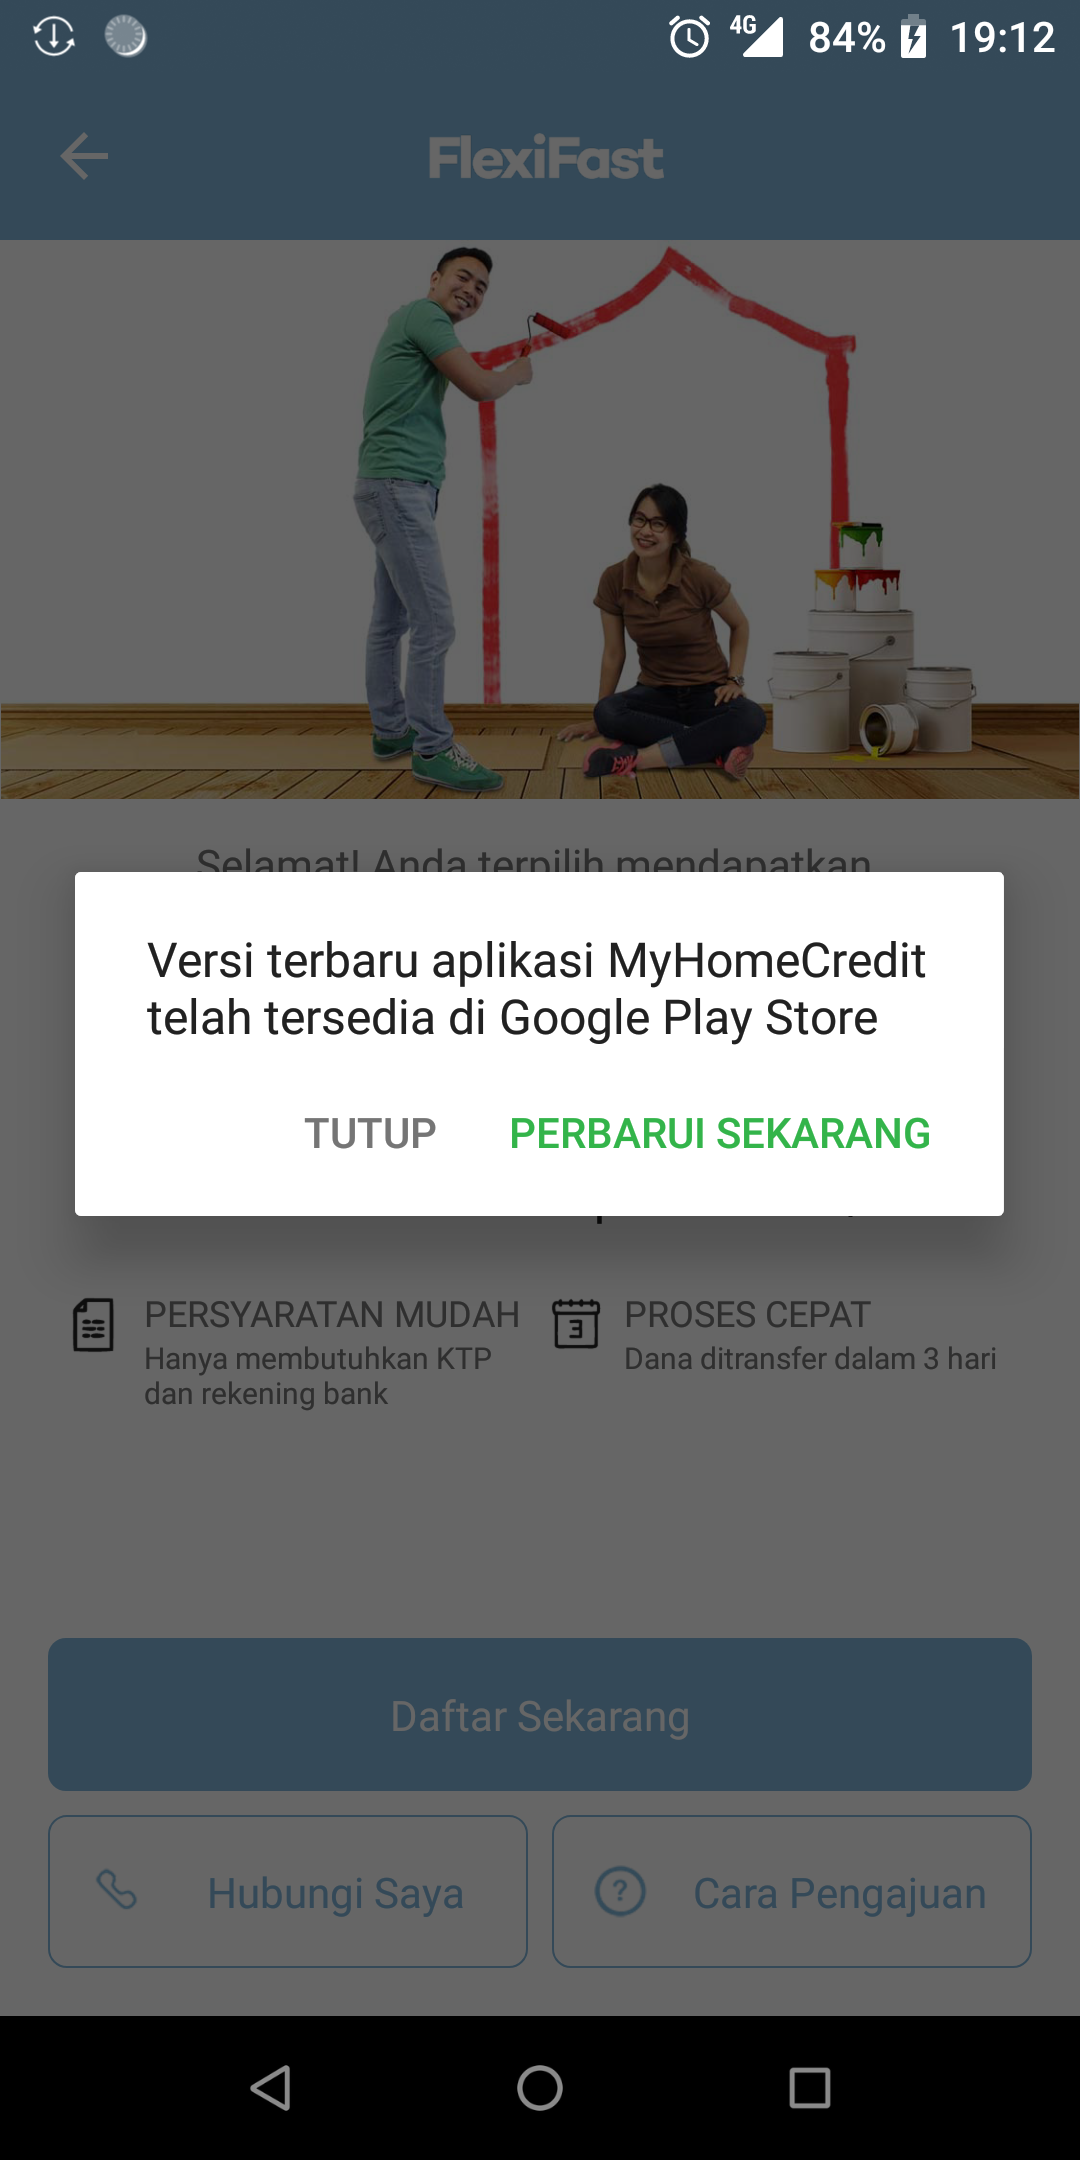 4G 84% 19:12
FlexiFast
Selamat! Anda terpilih mendapatkan
Versi terbaru aplikasi MyHomeCredit
telah tersedia di Google Play Store
TUTUP PERBARUI SEKARANG
PERSYARATAN MUDAH
Hanya membutuhkan KTP
dan rekening bank
3
PROSES CEPAT
Dana ditransfer dalam 3 hari
Daftar Sekarang
Hubungi Saya
? Cara Pengajuan